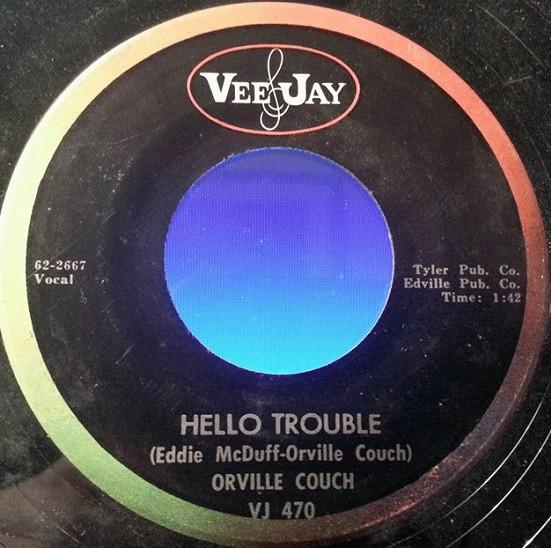 VEE JAY
62-2667
Vocal
Tyler Pub. Co.
Edville Pub. Co.
Time: 1:42
HELLO TROUBLE
(Eddie McDuff-Orville Couch)
ORVILLE COUCH
VJ 470